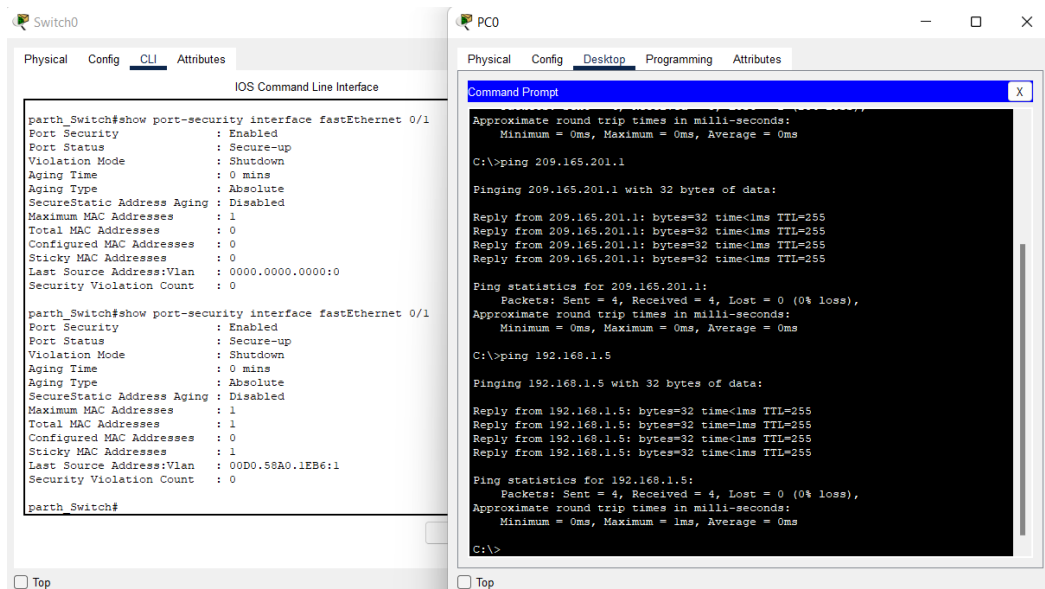 Switch0
Physical Config CLI Attributes
IOS Command Line Interface
parth_Switch#show port-security interface fastEthernet 0/1
Port Security : Enabled
Port Status : Secure-up
Violation Mode : Shutdown
Aging Time : 0 mins
Aging Type : Absolute
SecureStatic Address Aging : Disabled
Maximum MAC Addresses : 1
Total MAC Addresses : 0
Configured MAC Addresses : 0
Sticky MAC Addresses : 0
Last Source Address:Vlan : 0000.0000.0000:0
Security Violation Count : 0
parth_Switch#show port-security interface fastEthernet 0/1
Port Security : Enabled
Port Status : Secure-up
Violation Mode : Shutdown
Aging Time : 0 mins
Aging Type : Absolute
SecureStatic Address Aging : Disabled
Maximum MAC Addresses : 1
Total MAC Addresses : 1
Configured MAC Addresses : 0
Sticky MAC Addresses : 1
Last Source Address:Vlan : 00D0.58A0.1EB6:1
Security Violation Count : 0
parth_Switch#
Top
PC0
Physical Config Desktop Programming Attributes
Command Prompt
X
Approximate round trip times in milli-seconds:
Minimum = 0ms, Maximum = 0ms, Average = 0ms
C:\>ping 209.165.201.1
Pinging 209.165.201.1 with 32 bytes of data:
Reply from 209.165.201.1: bytes=32 time<1ms TTL=255
Reply from 209.165.201.1: bytes=32 time<1ms TTL=255
Reply from 209.165.201.1: bytes=32 time<1ms TTL=255
Reply from 209.165.201.1: bytes=32 time<1ms TTL=255
Ping statistics for 209.165.201.1:
Packets: Sent = 4, Received = 4, Lost = 0 (0% loss),
Approximate round trip times in milli-seconds:
Minimum = 0ms, Maximum = 0ms, Average = 0ms
C:\>ping 192.168.1.5
Pinging 192.168.1.5 with 32 bytes of data:
Reply from 192.168.1.5: bytes=32 time<1ms TTL=255
Reply from 192.168.1.5: bytes=32 time=1ms TTL=255
Reply from 192.168.1.5: bytes=32 time<1ms TTL=255
Reply from 192.168.1.5: bytes=32 time<1ms TTL=255
Ping statistics for 192.168.1.5:
Packets: Sent = 4, Received = 4, Lost = 0 (0% loss),
Approximate round trip times in milli-seconds:
Minimum = 0ms, Maximum = 1ms, Average = 0ms
C:\>
Top